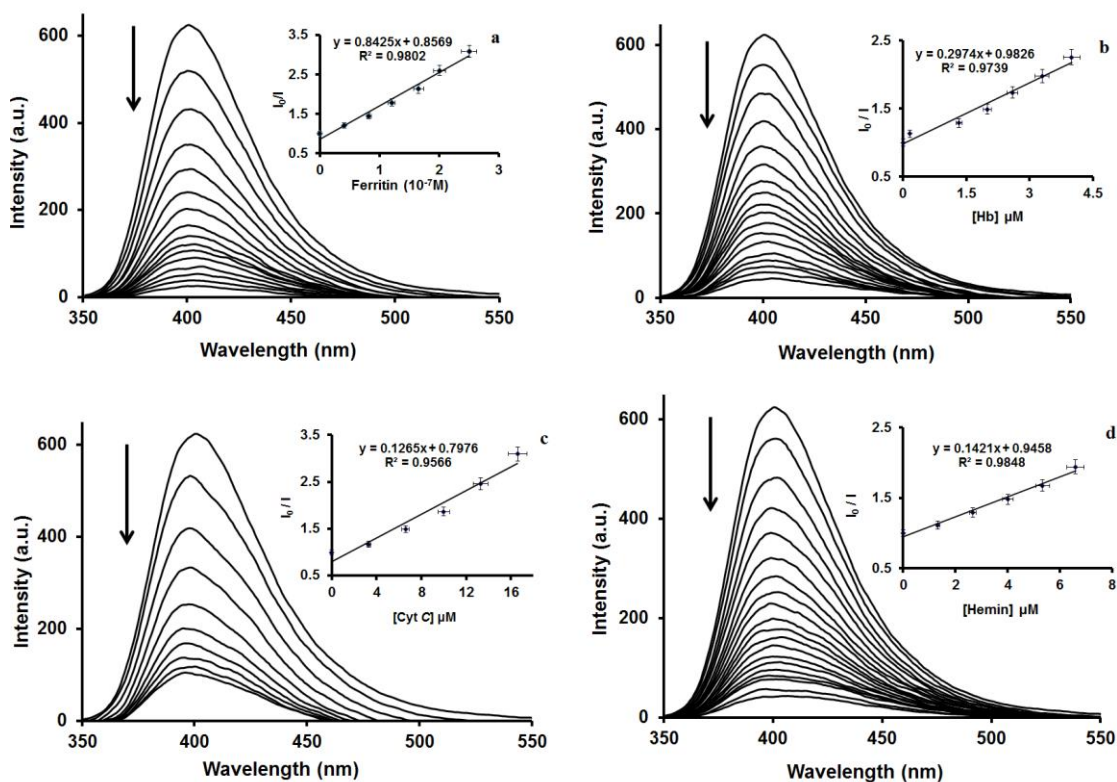 600
400
200
0
Intensity (a.u.)
350 400 450 500 550
Wavelength (nm)
a
3.5
2.5
1.5
0.5
I0/I
y = 0.8425x + 0.8569
R² = 0.9802
0 1 2 3
Ferritin (10⁻⁷M)
600
400
200
0
Intensity (a.u.)
350 400 450 500 550
Wavelength (nm)
b
2.5
1.5
0.5
I0 / I
y = 0.2974x + 0.9826
R² = 0.9739
0 1.5 3 4.5
[Hb] µM
600
400
200
0
Intensity (a.u.)
350 400 450 500 550
Wavelength (nm)
c
3.5
2.5
1.5
0.5
I0 / I
y = 0.1265x + 0.7976
R² = 0.9566
0 4 8 12 16
[Cyt C] µM
600
400
200
0
Intensity (a.u.)
350 400 450 500 550
Wavelength (nm)
d
2.5
1.5
0.5
I0 / I
y = 0.1421x + 0.9458
R² = 0.9848
0 2 4 6 8
[Hemin] µM